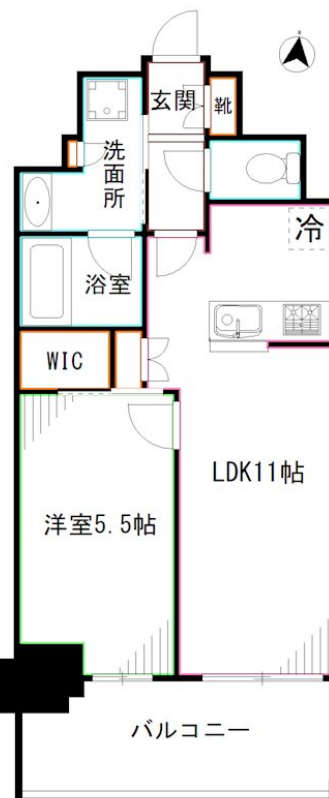 玄関
靴
洗面所
冷
浴室
WIC
LDK11帖
洋室5.5帖
バルコニー